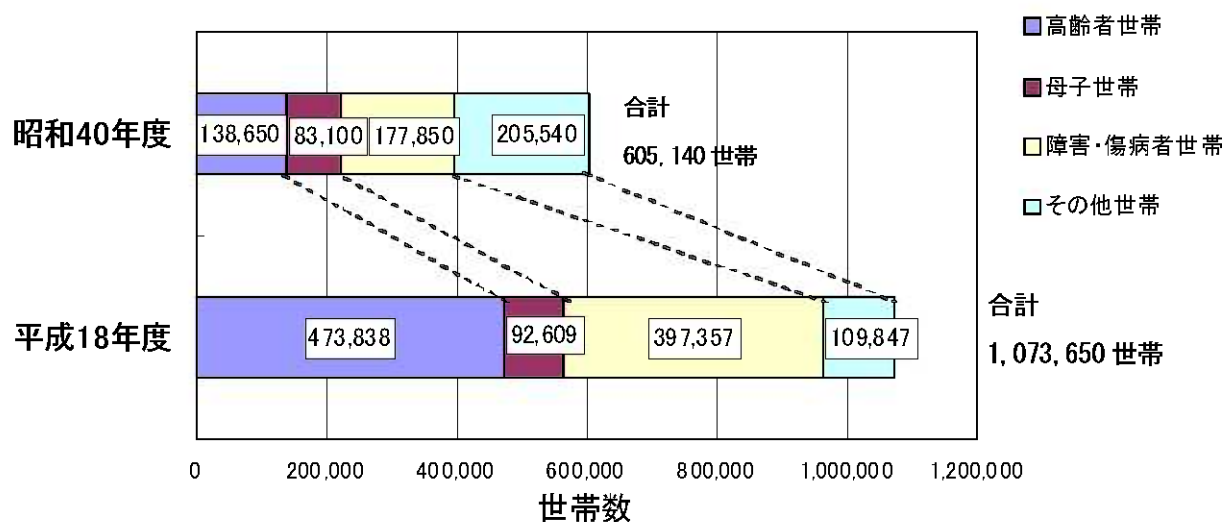 高齢者世帯
母子世帯
障害・傷病者世帯
その他世帯
昭和40年度
138,650
83,100
177,850
205,540
合計
605,140 世帯
平成18年度
473,838
92,609
397,357
109,847
合計
1,073,650 世帯
0
200,000
400,000
600,000
800,000
1,000,000
1,200,000
世帯数